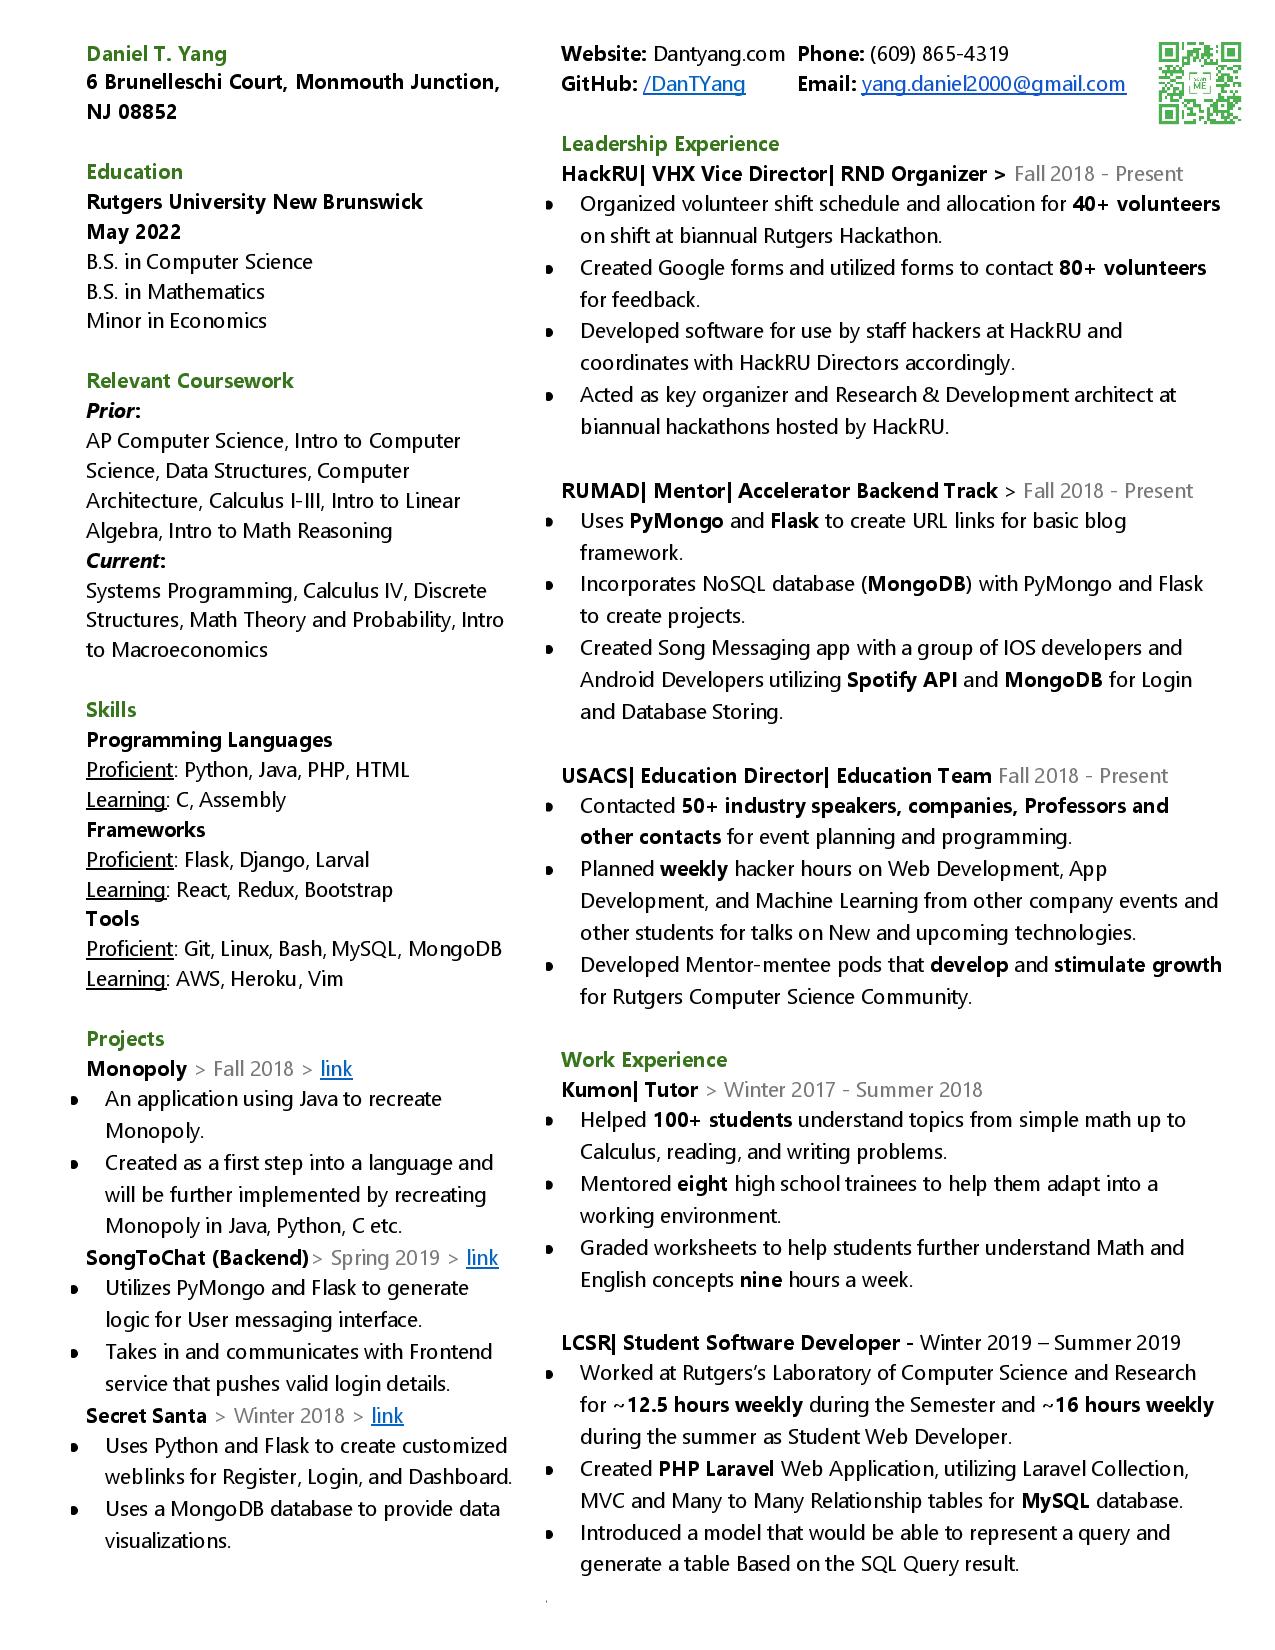 Daniel T. Yang
6 Brunelleschi Court, Monmouth Junction,
NJ 08852
Education
Rutgers University New Brunswick
May 2022
B.S. in Computer Science
B.S. in Mathematics
Minor in Economics
Relevant Coursework
Prior:
AP Computer Science, Intro to Computer
Science, Data Structures, Computer
Architecture, Calculus I-III, Intro to Linear
Algebra, Intro to Math Reasoning
Current:
Systems Programming, Calculus IV, Discrete
Structures, Math Theory and Probability, Intro
to Macroeconomics
Skills
Programming Languages
Proficient: Python, Java, PHP, HTML
Learning: C, Assembly
Frameworks
Proficient: Flask, Django, Larval
Learning: React, Redux, Bootstrap
Tools
Proficient: Git, Linux, Bash, MySQL, MongoDB
Learning: AWS, Heroku, Vim
Projects
Monopoly > Fall 2018 > link
An application using Java to recreate
Monopoly.
Created as a first step into a language and
will be further implemented by recreating
Monopoly in Java, Python, C etc.
SongToChat (Backend)> Spring 2019 > link
Utilizes PyMongo and Flask to generate
logic for User messaging interface.
Takes in and communicates with Frontend
service that pushes valid login details.
Secret Santa > Winter 2018 > link
Uses Python and Flask to create customized
weblinks for Register, Login, and Dashboard.
Uses a MongoDB database to provide data
visualizations.
Website: Dantyang.com Phone: (609) 865-4319
GitHub: /DanTYang Email: yang.daniel2000@gmail.com
SCAN
ME
Leadership Experience
HackRU| VHX Vice Director| RND Organizer > Fall 2018 - Present
Organized volunteer shift schedule and allocation for 40+ volunteers
on shift at biannual Rutgers Hackathon.
Created Google forms and utilized forms to contact 80+ volunteers
for feedback.
Developed software for use by staff hackers at HackRU and
coordinates with HackRU Directors accordingly.
Acted as key organizer and Research & Development architect at
biannual hackathons hosted by HackRU.
RUMAD| Mentor| Accelerator Backend Track > Fall 2018 - Present
Uses PyMongo and Flask to create URL links for basic blog
framework.
Incorporates NoSQL database (MongoDB) with PyMongo and Flask
to create projects.
Created Song Messaging app with a group of IOS developers and
Android Developers utilizing Spotify API and MongoDB for Login
and Database Storing.
USACS| Education Director| Education Team Fall 2018 - Present
Contacted 50+ industry speakers, companies, Professors and
other contacts for event planning and programming.
Planned weekly hacker hours on Web Development, App
Development, and Machine Learning from other company events and
other students for talks on New and upcoming technologies.
Developed Mentor-mentee pods that develop and stimulate growth
for Rutgers Computer Science Community.
Work Experience
Kumon| Tutor > Winter 2017 - Summer 2018
Helped 100+ students understand topics from simple math up to
Calculus, reading, and writing problems.
Mentored eight high school trainees to help them adapt into a
working environment.
Graded worksheets to help students further understand Math and
English concepts nine hours a week.
LCSR| Student Software Developer - Winter 2019 – Summer 2019
Worked at Rutgers's Laboratory of Computer Science and Research
for ~12.5 hours weekly during the Semester and ~16 hours weekly
during the summer as Student Web Developer.
Created PHP Laravel Web Application, utilizing Laravel Collection,
MVC and Many to Many Relationship tables for MySQL database.
Introduced a model that would be able to represent a query and
generate a table Based on the SQL Query result.